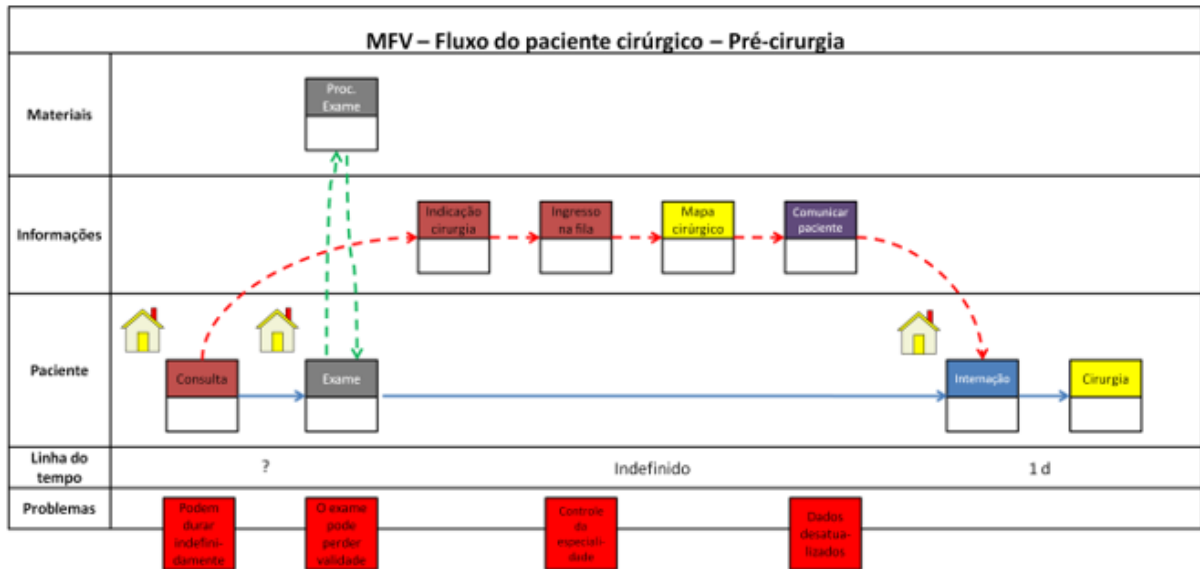 MFV – Fluxo do paciente cirúrgico – Pré-cirurgia
Materiais
Proc.
Exame
Informações
Indicação
cirurgia
Ingresso
na fila
Mapa
cirúrgico
Comunicar
paciente
Paciente
Consulta
Exame
Internação
Cirurgia
Linha do
tempo
?
Indefinido
1 d
Problemas
Podem
durar
indefini-
damente
O exame
pode
perder
validade
Controle
da
especiali-
dade
Dados
desatua-
lizados